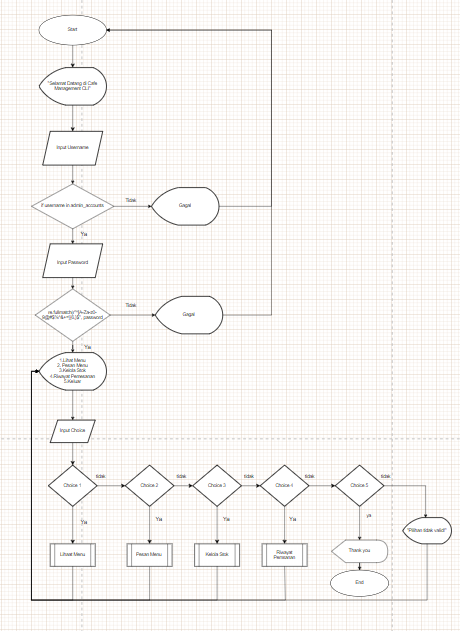 Start
"Selamat Datang di Cafe
Management CLI"
Input Username
if username in admin_accounts
Tidak
Gagal
Ya
Input Password
password
Tidak
Gagal
Ya
1.Lihat Menu
2. Pesan Menu
3.Kelola Stok
4.Riwayat Pemesanan
5.Keluar
Input Choice
Choice 1
tidak
Choice 2
tidak
Choice 3
tidak
Choice 4
tidak
Choice 5
tidak
Ya
Ya
Ya
Ya
ya
"Pilihan tidak valid!"
Lihaat Menu
Pesan Menu
Kelola Stok
Riwayat
Pemesanan
Thank you
End